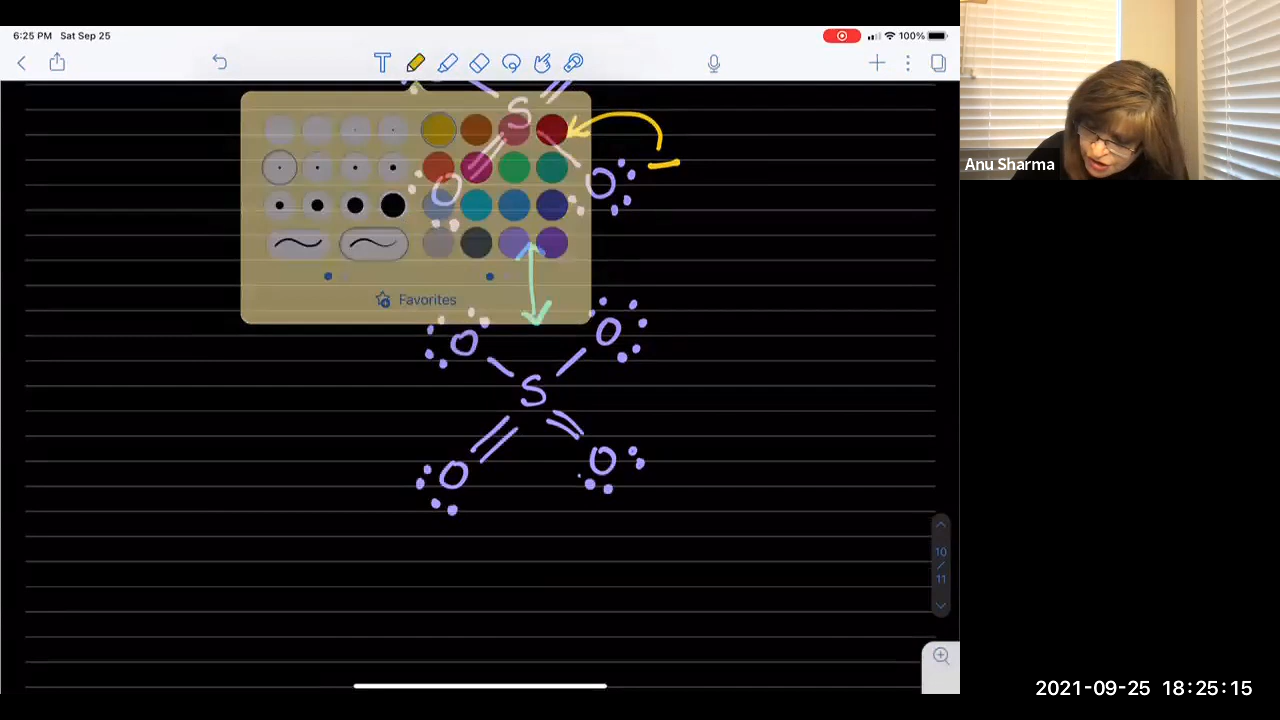 6:25 PM Sat Sep 25
100%
T
S
O
O
Favorites
O
O
S
O
O
10
/
11
Anu Sharma
2021-09-25 18:25:15